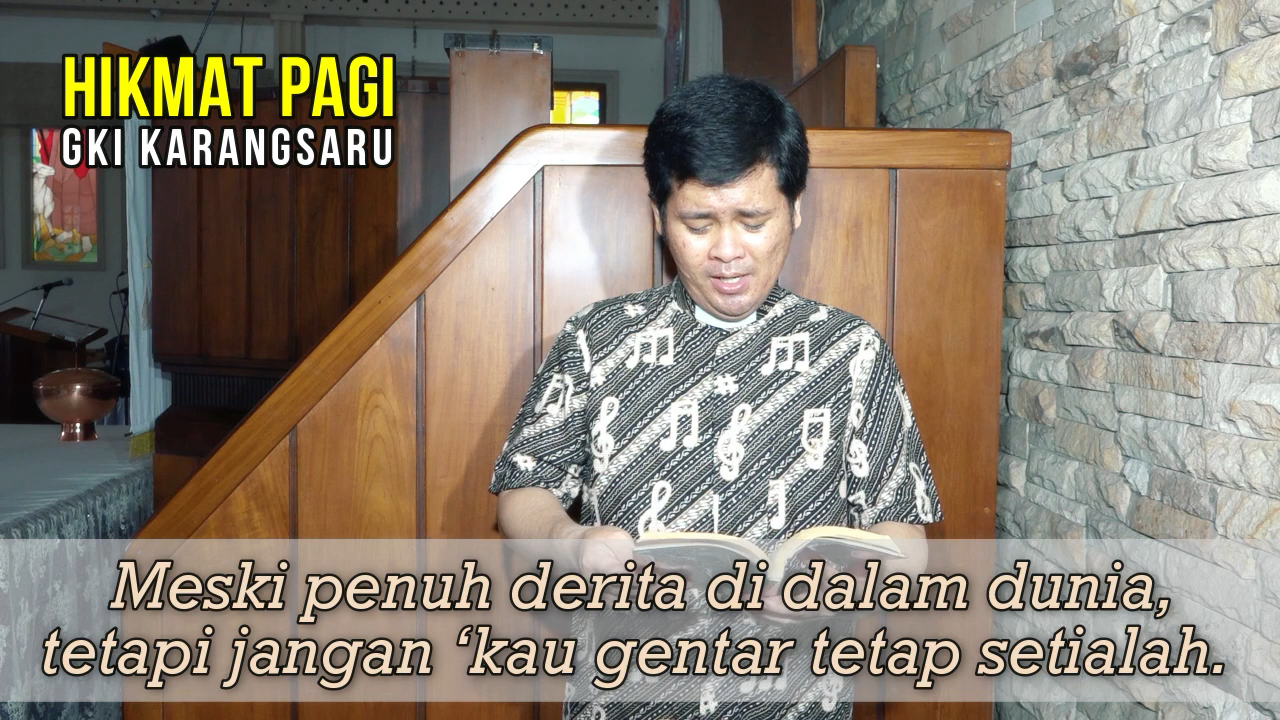 HIKMAT PAGI
GKI KARANGSARU
Meski penuh derita di dalam dunia,
tetapi jangan ‘kau gentar tetap setialah.